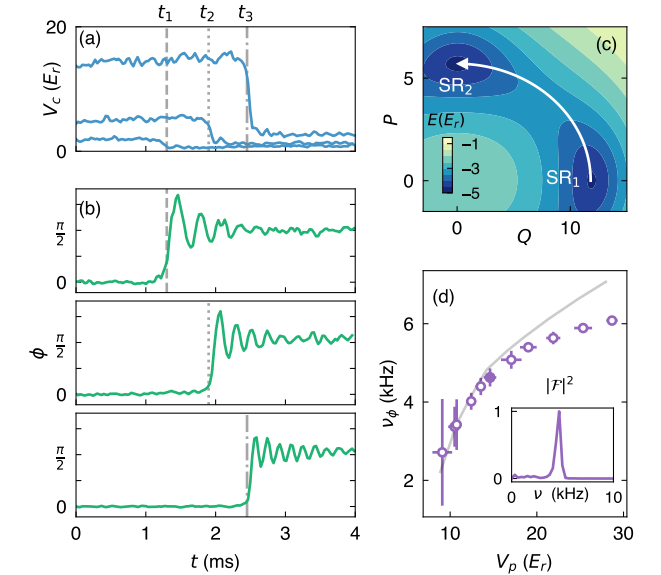 t₁ t₂ t₃
20
(a)
V_c (E_r)
0
(b)
π/2
0
π/2
0
ϕ
π/2
0
0 1 2 3 4
t (ms)
(c)
5
P
0
SR₂
E(E_r)
−1
−3
−5
SR₁
0 10
Q
(d)
6
ν_ϕ (kHz)
4
2
|ℱ|²
1
0
0 ν (kHz) 10
10 20 30
V_p (E_r)